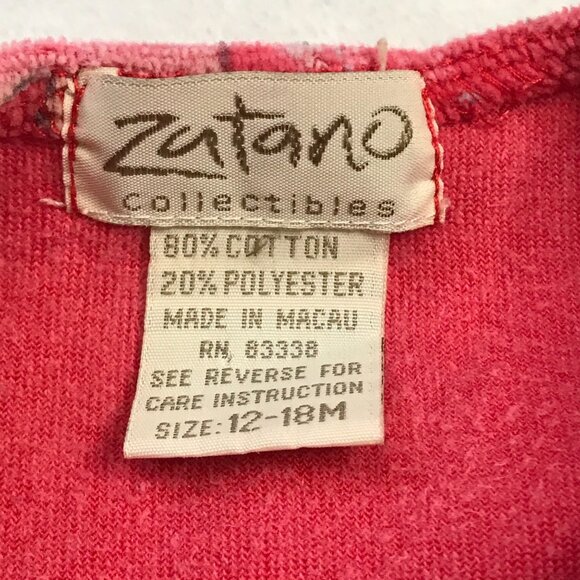 Zutano
collectibles
80% COTTON
20% POLYESTER
MADE IN MACAU
RN 83338
SEE REVERSE FOR
CARE INSTRUCTION
SIZE: 12-18M